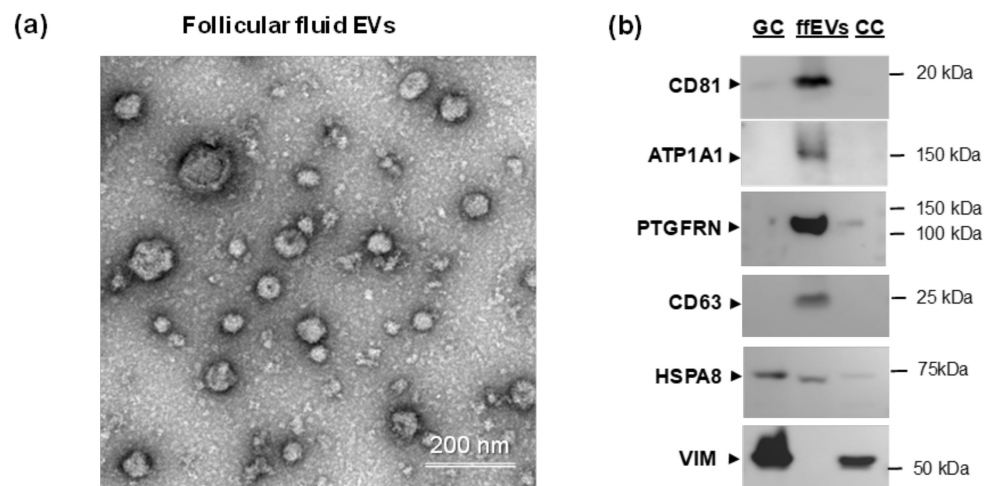 (a) Follicular fluid EVs
200 nm
(b) GC ffEVs CC
CD81 20 kDa
ATP1A1 150 kDa
PTGFRN 150 kDa
100 kDa
CD63 25 kDa
HSPA8 75kDa
VIM 50 kDa